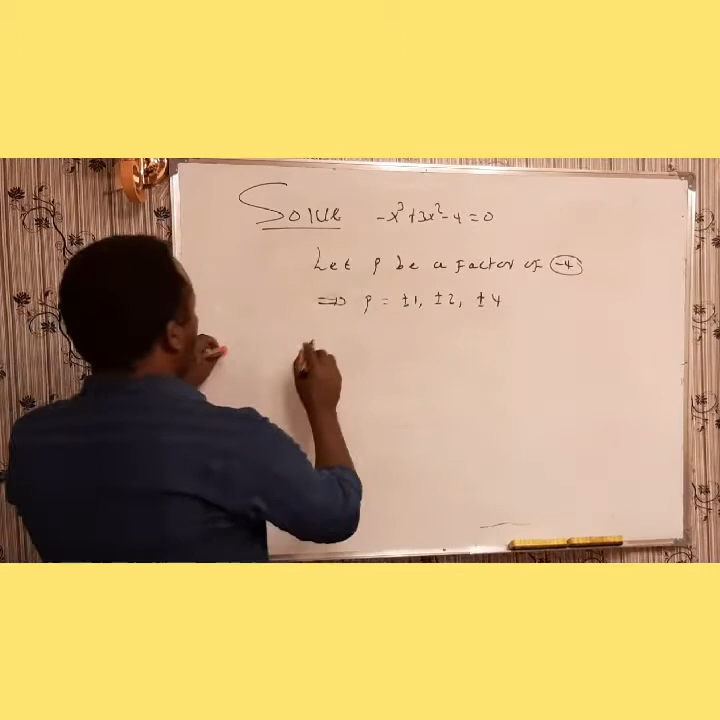 Solve -x³+3x²-4=0
Let p be a factor of -4
⇒ p = ±1, ±2, ±4